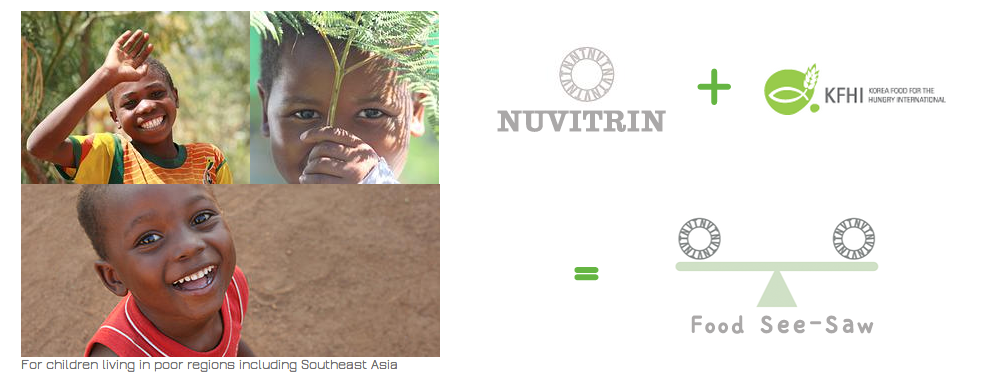 NUVITRIN
KFHI
KOREA FOOD FOR THE
HUNGRY INTERNATIONAL
Food See-Saw
For children living in poor regions including Southeast Asia